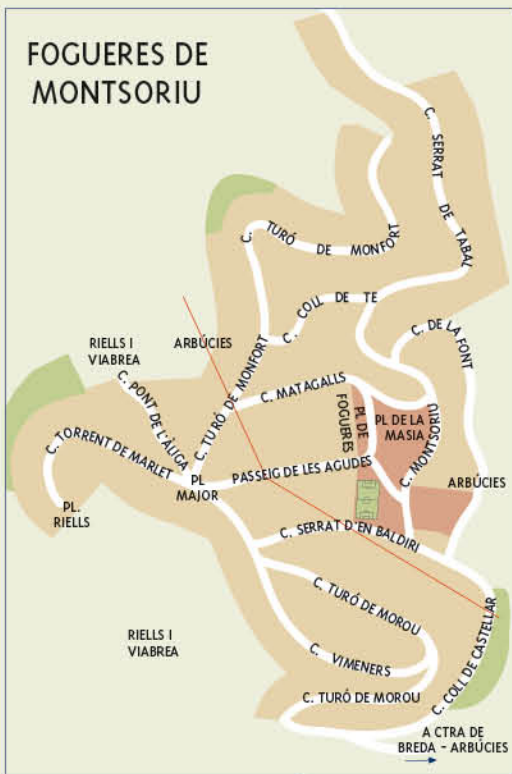 FOGUERES DE
MONTSORIU
C. SERRAT DE TABAL
C. TURÓ DE MONFORT
C. COLL DE TE
C. DE LA FONT
RIELLS I
VIABREA
ARBÚCIES
C. PONT DE L'ÀLIGA
C. TURÓ DE MONFORT
C. MATAGALLS
PL DE
FOGUERES
PL DE LA
MASIA
C. MONTSORIU
C. TORRENT DE MARLET
PL
MAJOR
PASSEIG DE LES AGUDES
ARBÚCIES
PL.
RIELLS
C. SERRAT D'EN BALDIRI
C. TURÓ DE MOROU
RIELLS I
VIABREA
C. VIMENERS
C. COLL DE CASTELLAR
C. TURÓ DE MOROU
A CTRA DE
BREDA - ARBÚCIES